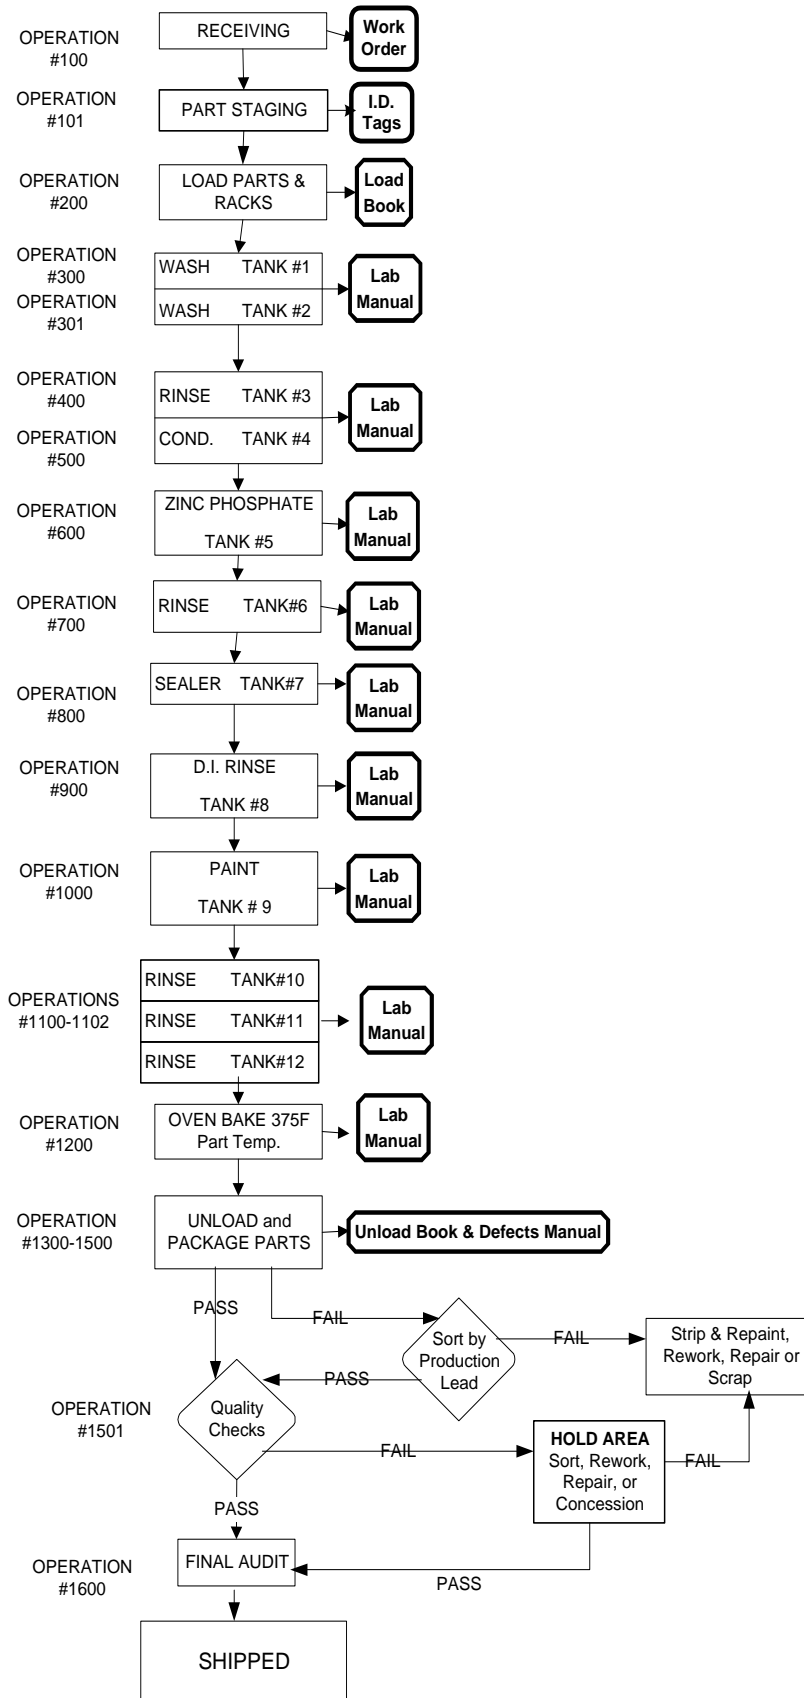 OPERATION
#100
RECEIVING
Work
Order
OPERATION
#101
PART STAGING
I.D.
Tags
OPERATION
#200
LOAD PARTS &
RACKS
Load
Book
OPERATION
#300
WASH TANK #1
OPERATION
#301
WASH TANK #2
Lab
Manual
OPERATION
#400
RINSE TANK #3
OPERATION
#500
COND. TANK #4
Lab
Manual
OPERATION
#600
ZINC PHOSPHATE
TANK #5
Lab
Manual
OPERATION
#700
RINSE TANK#6
Lab
Manual
OPERATION
#800
SEALER TANK#7
Lab
Manual
OPERATION
#900
D.I. RINSE
TANK #8
Lab
Manual
OPERATION
#1000
PAINT
TANK # 9
Lab
Manual
OPERATIONS
#1100-1102
RINSE TANK#10
RINSE TANK#11
RINSE TANK#12
Lab
Manual
OPERATION
#1200
OVEN BAKE 375F
Part Temp.
Lab
Manual
OPERATION
#1300-1500
UNLOAD and
PACKAGE PARTS
Unload Book & Defects Manual
PASS
FAIL
Sort by
Production
Lead
FAIL
Strip & Repaint,
Rework, Repair or
Scrap
PASS
OPERATION
#1501
Quality
Checks
FAIL
HOLD AREA
Sort, Rework,
Repair, or
Concession
FAIL
PASS
PASS
OPERATION
#1600
FINAL AUDIT
SHIPPED